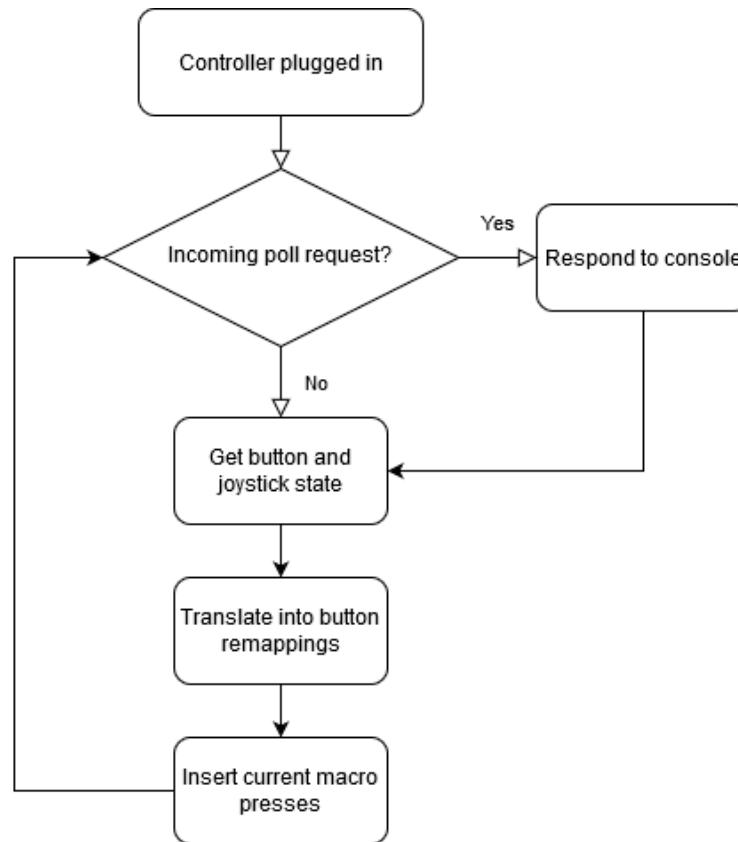 Controller plugged in
Incoming poll request?
Yes
Respond to console
No
Get button and
joystick state
Translate into button
remappings
Insert current macro
presses